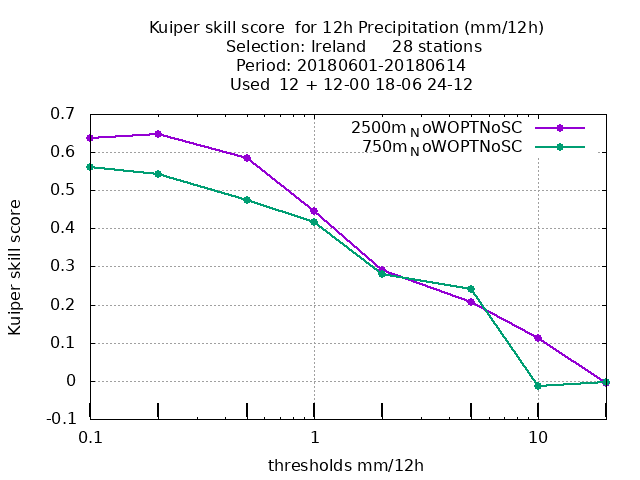 Kuiper skill score  for 12h Precipitation (mm/12h)
Selection: Ireland     28 stations
Period: 20180601-20180614
Used  12 + 12-00 18-06 24-12
2500m_NoWOPTNoSC
750m_NoWOPTNoSC
Kuiper skill score
0.7
0.6
0.5
0.4
0.3
0.2
0.1
0
-0.1
0.1 1 10
thresholds mm/12h